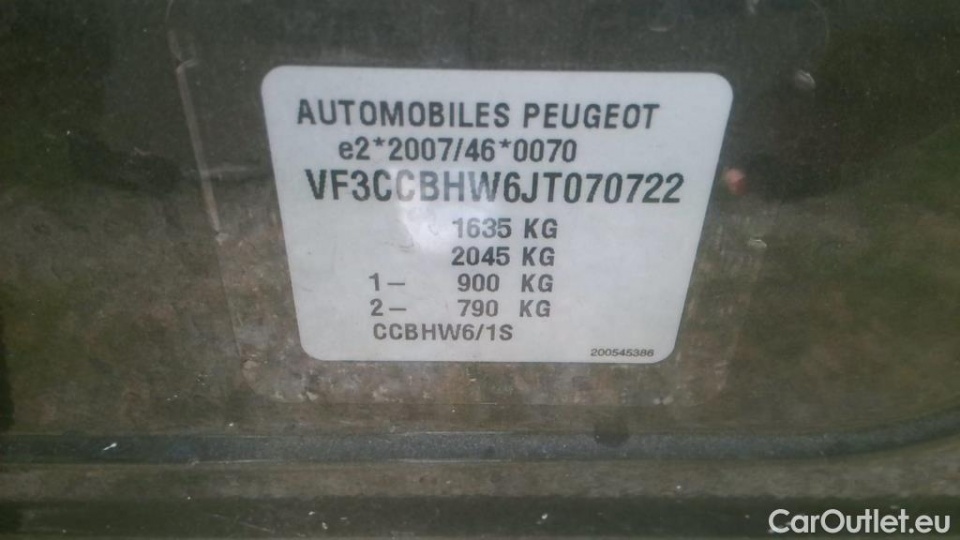 AUTOMOBILES PEUGEOT
e2*2007/46*0070
VF3CCBHW6JT070722
1635 KG
2045 KG
1– 900 KG
2– 790 KG
CCBHW6/1S
200545386
CarOutlet.eu